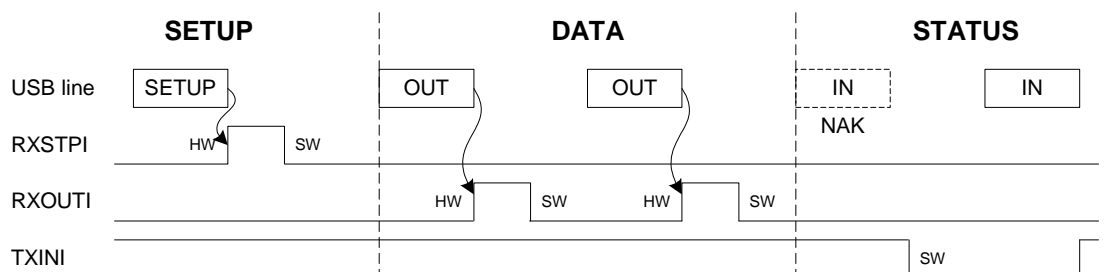 SETUP DATA STATUS
USB line SETUP OUT OUT IN IN
NAK
RXSTPI HW SW
RXOUTI HW SW HW SW
TXINI SW